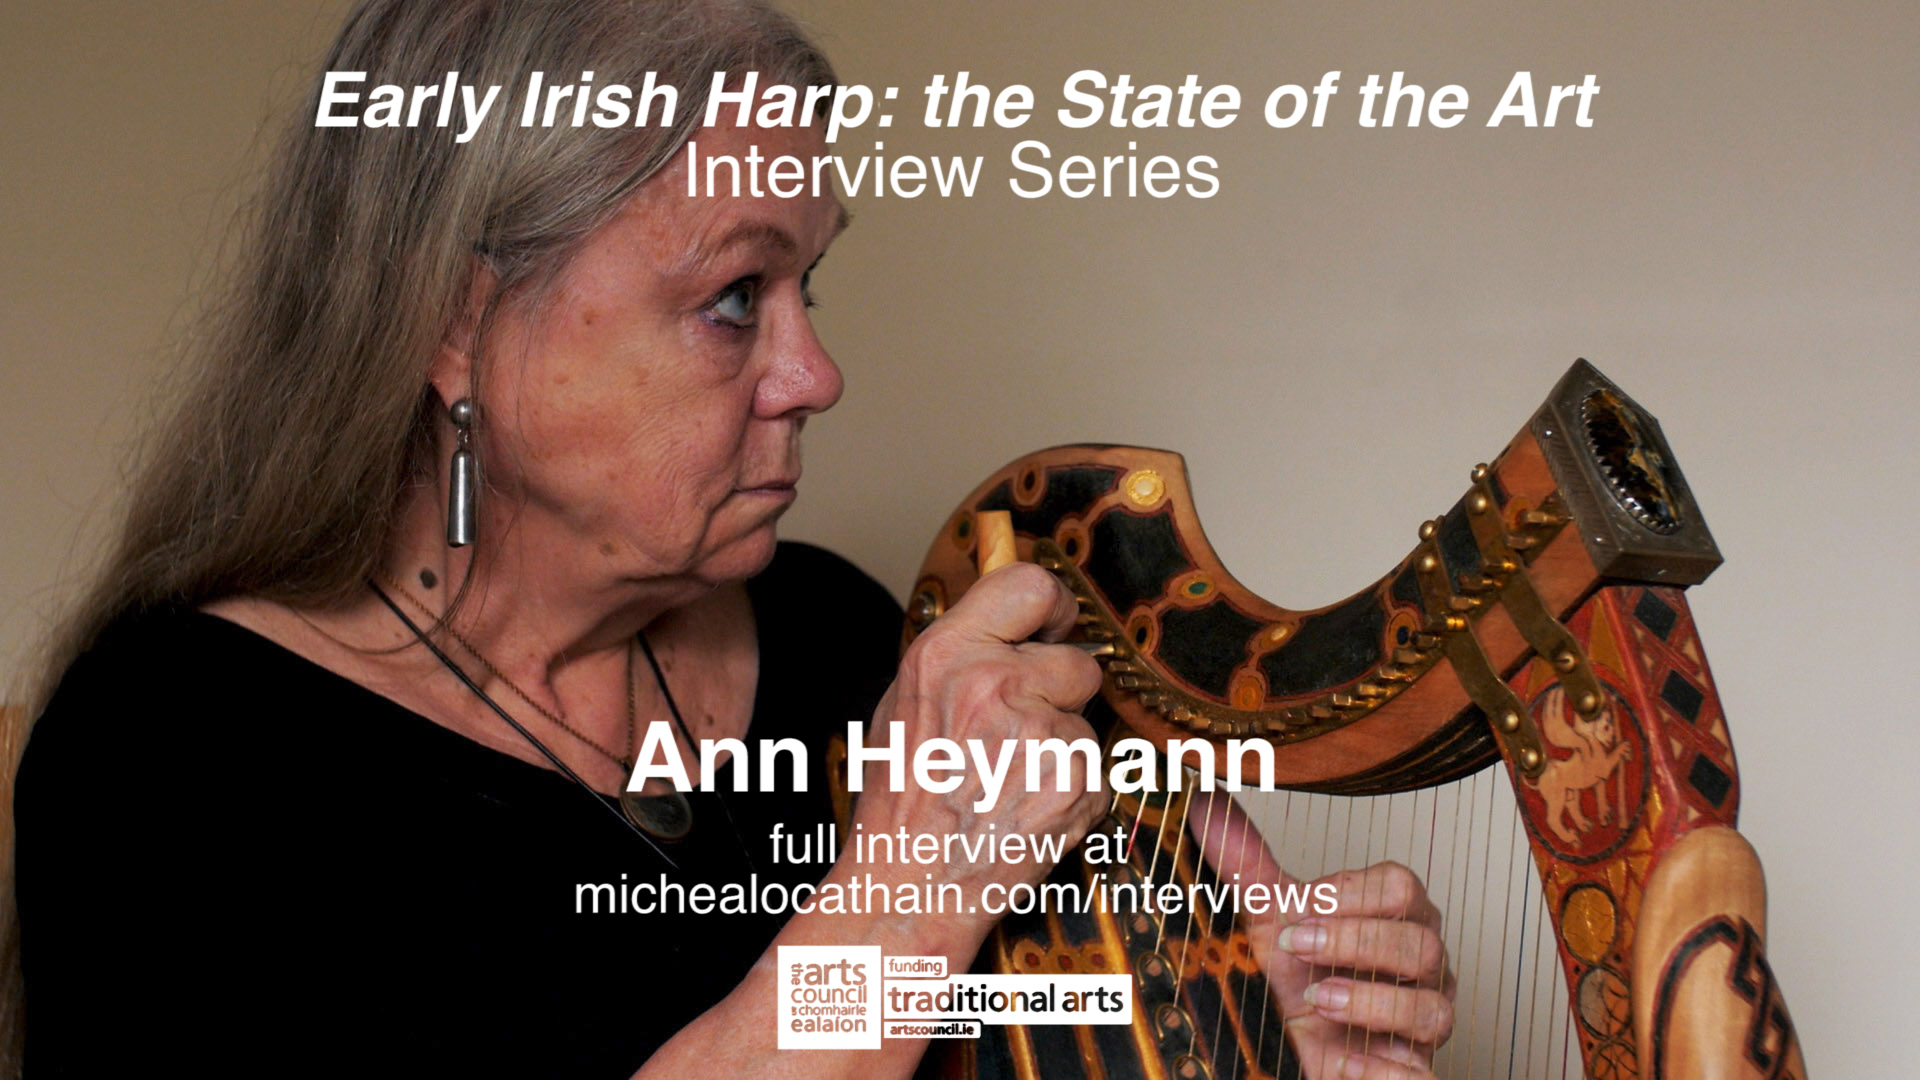 Early Irish Harp: the State of the Art
Interview Series
Ann Heymann
full interview at
michealocathain.com/interviews
the arts
council
chomhairle
ealaíon
funding
traditional arts
artscouncil.ie